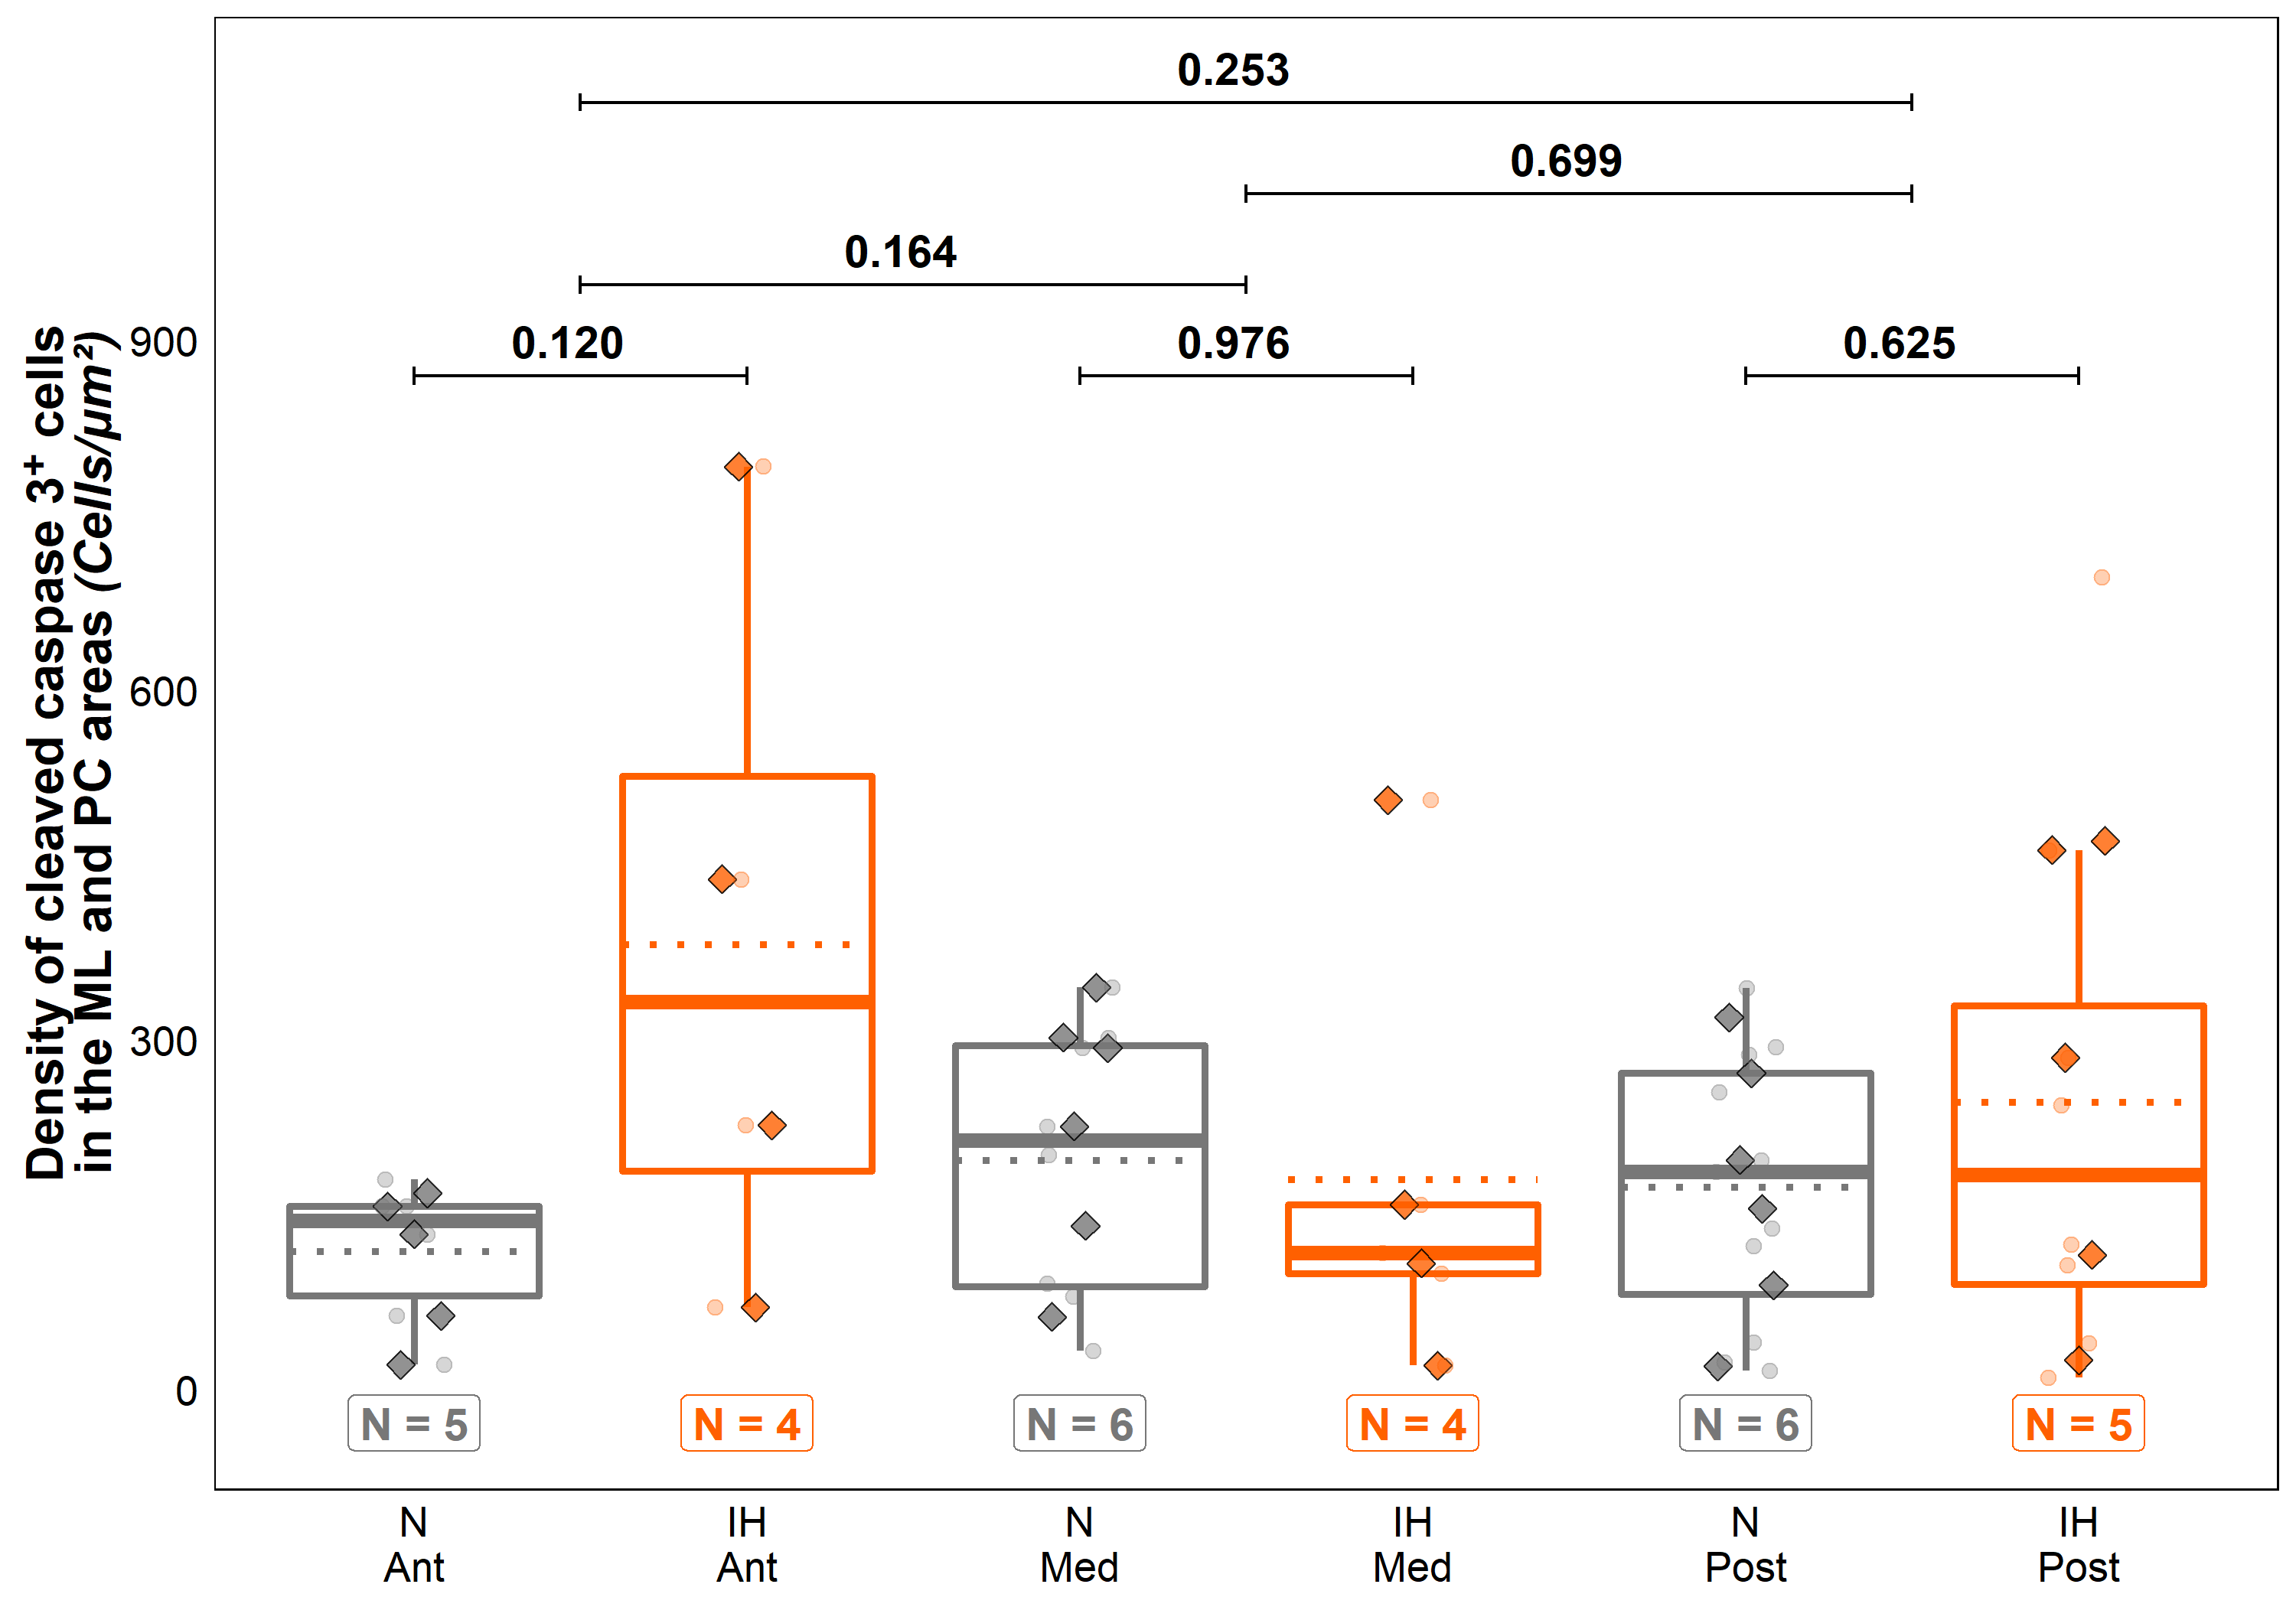 Density of cleaved caspase 3⁺ cells
in the ML and PC areas (Cells/µm²)
0.253
0.699
0.164
0.120
0.976
0.625
900
600
300
0
N = 5
N = 4
N = 6
N = 4
N = 6
N = 5
N
Ant
IH
Ant
N
Med
IH
Med
N
Post
IH
Post